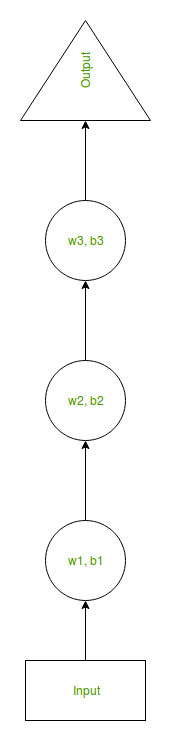 Output
w3, b3
w2, b2
w1, b1
Input